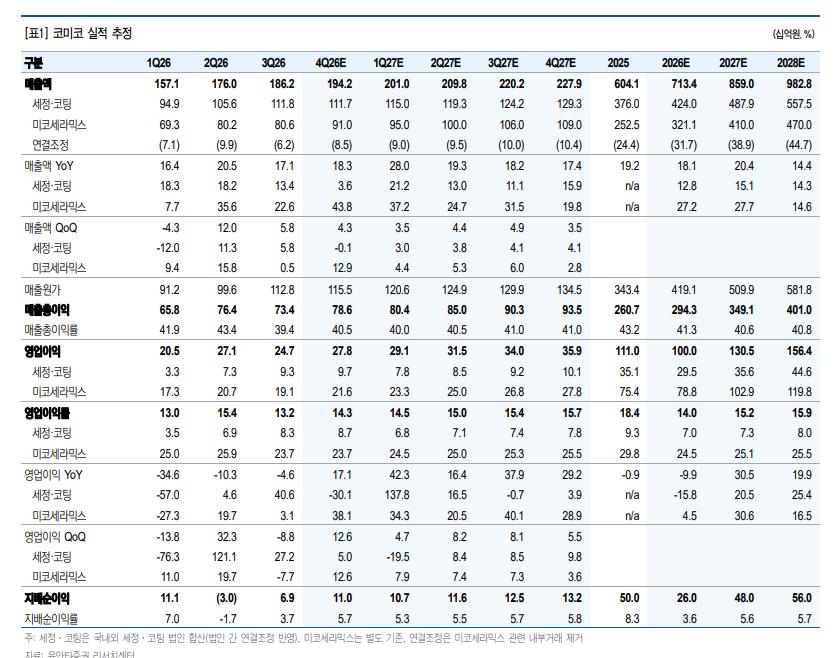 [표1] 코미코 실적 추정 (십억원, %)
구분 1Q26 2Q26 3Q26 4Q26E 1Q27E 2Q27E 3Q27E 4Q27E 2025 2026E 2027E 2028E
매출액 157.1 176.0 186.2 194.2 201.0 209.8 220.2 227.9 604.1 713.4 859.0 982.8
세정·코팅 94.9 105.6 111.8 111.7 115.0 119.3 124.2 129.3 376.0 424.0 487.9 557.5
미코세라믹스 69.3 80.2 80.6 91.0 95.0 100.0 106.0 109.0 252.5 321.1 410.0 470.0
연결조정 (7.1) (9.9) (6.2) (8.5) (9.0) (9.5) (10.0) (10.4) (24.4) (31.7) (38.9) (44.7)
매출액 YoY 16.4 20.5 17.1 18.3 28.0 19.3 18.2 17.4 19.2 18.1 20.4 14.4
세정·코팅 18.3 18.2 13.4 3.6 21.2 13.0 11.1 15.9 n/a 12.8 15.1 14.3
미코세라믹스 7.7 35.6 22.6 43.8 37.2 24.7 31.5 19.8 n/a 27.2 27.7 14.6
매출액 QoQ -4.3 12.0 5.8 4.3 3.5 4.4 4.9 3.5
세정·코팅 -12.0 11.3 5.8 -0.1 3.0 3.8 4.1 4.1
미코세라믹스 9.4 15.8 0.5 12.9 4.4 5.3 6.0 2.8
매출원가 91.2 99.6 112.8 115.5 120.6 124.9 129.9 134.5 343.4 419.1 509.9 581.8
매출총이익 65.8 76.4 73.4 78.6 80.4 85.0 90.3 93.5 260.7 294.3 349.1 401.0
매출총이익률 41.9 43.4 39.4 40.5 40.0 40.5 41.0 41.0 43.2 41.3 40.6 40.8
영업이익 20.5 27.1 24.7 27.8 29.1 31.5 34.0 35.9 111.0 100.0 130.5 156.4
세정·코팅 3.3 7.3 9.3 9.7 7.8 8.5 9.2 10.1 35.1 29.5 35.6 44.6
미코세라믹스 17.3 20.7 19.1 21.6 23.3 25.0 26.8 27.8 75.4 78.8 102.9 119.8
영업이익률 13.0 15.4 13.2 14.3 14.5 15.0 15.4 15.7 18.4 14.0 15.2 15.9
세정·코팅 3.5 6.9 8.3 8.7 6.8 7.1 7.4 7.8 9.3 7.0 7.3 8.0
미코세라믹스 25.0 25.9 23.7 23.7 24.5 25.0 25.3 25.5 29.8 24.5 25.1 25.5
영업이익 YoY -34.6 -10.3 -4.6 17.1 42.3 16.4 37.9 29.2 -0.9 -9.9 30.5 19.9
세정·코팅 -57.0 4.6 40.6 -30.1 137.8 16.5 -0.7 3.9 n/a -15.8 20.5 25.4
미코세라믹스 -27.3 19.7 3.1 38.1 34.3 20.5 40.1 28.9 n/a 4.5 30.6 16.5
영업이익 QoQ -13.8 32.3 -8.8 12.6 4.7 8.2 8.1 5.5
세정·코팅 -76.3 121.1 27.2 5.0 -19.5 8.4 8.5 9.8
미코세라믹스 11.0 19.7 -7.7 12.6 7.9 7.4 7.3 3.6
지배순이익 11.1 (3.0) 6.9 11.0 10.7 11.6 12.5 13.2 50.0 26.0 48.0 56.0
지배순이익률 7.0 -1.7 3.7 5.7 5.3 5.5 5.7 5.8 8.3 3.6 5.6 5.7
주: 세정·코팅은 국내외 세정·코팅 법인 합산(법인 간 연결조정 반영), 미코세라믹스는 별도 기준, 연결조정은 미코세라믹스 관련 내부거래 제거
자료: 유안타증권 리서치센터